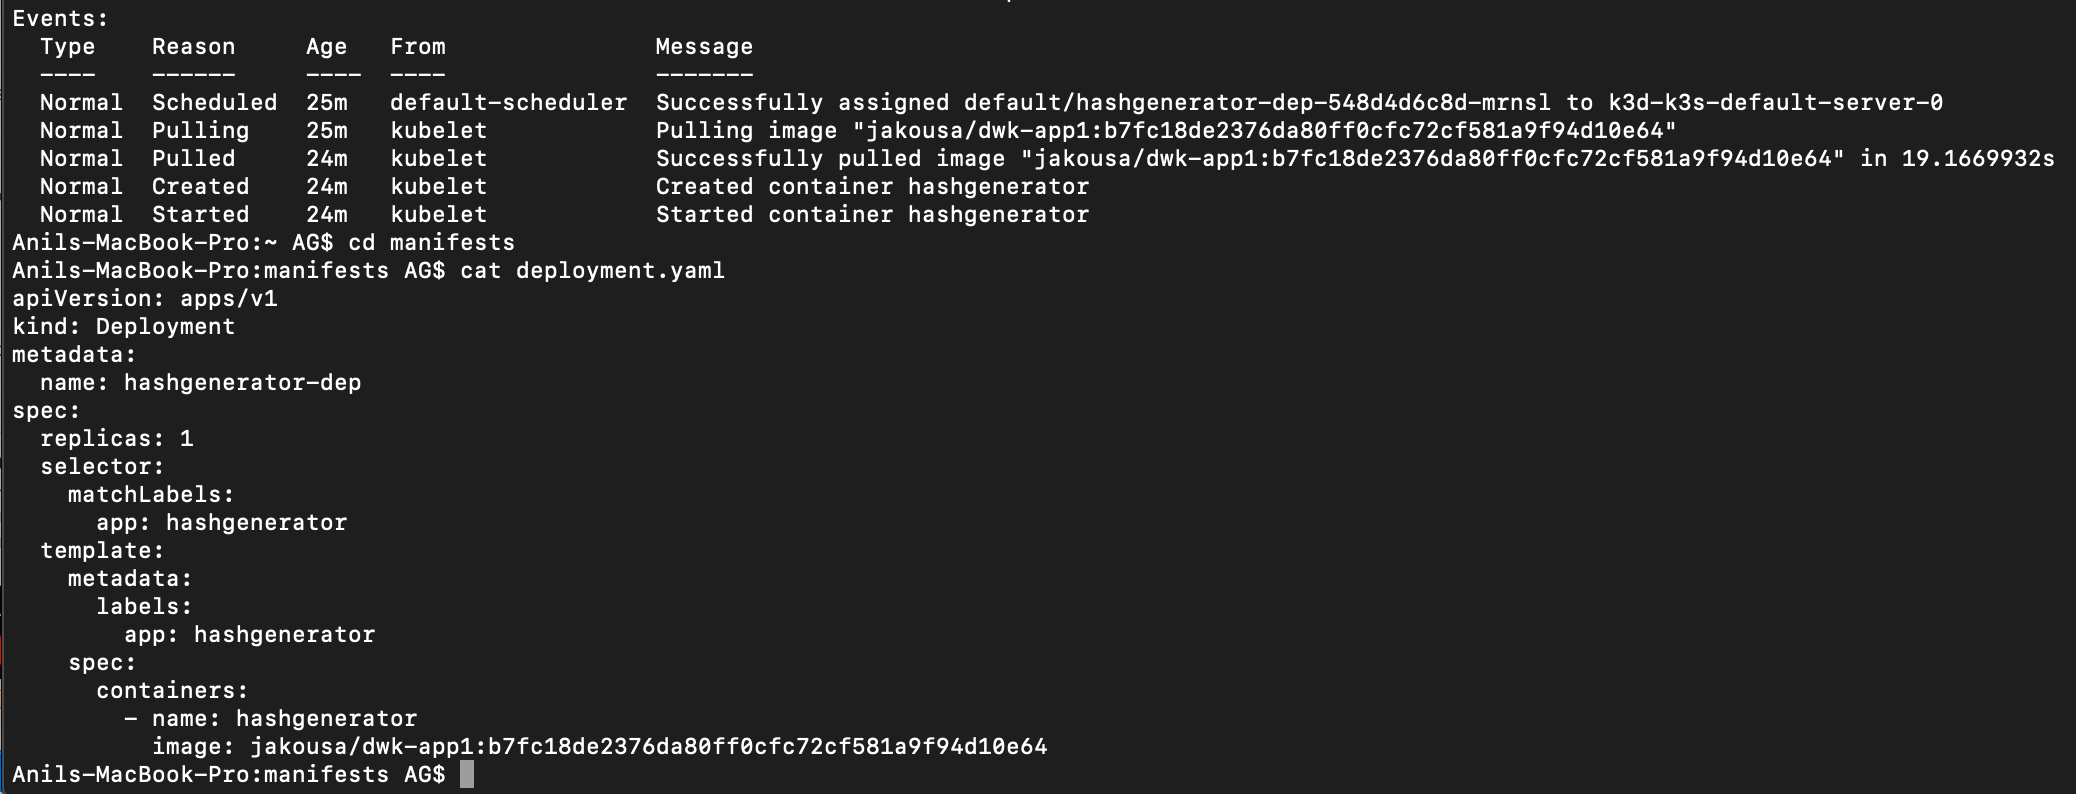 Events:
  Type    Reason     Age   From               Message
  ----    ------     ----  ----               -------
  Normal  Scheduled  25m   default-scheduler  Successfully assigned default/hashgenerator-dep-548d4d6c8d-mrnsl to k3d-k3s-default-server-0
  Normal  Pulling    25m   kubelet            Pulling image "jakousa/dwk-app1:b7fc18de2376da80ff0cfc72cf581a9f94d10e64"
  Normal  Pulled     24m   kubelet            Successfully pulled image "jakousa/dwk-app1:b7fc18de2376da80ff0cfc72cf581a9f94d10e64" in 19.1669932s
  Normal  Created    24m   kubelet            Created container hashgenerator
  Normal  Started    24m   kubelet            Started container hashgenerator
Anils-MacBook-Pro:~ AG$ cd manifests
Anils-MacBook-Pro:manifests AG$ cat deployment.yaml
apiVersion: apps/v1
kind: Deployment
metadata:
  name: hashgenerator-dep
spec:
  replicas: 1
  selector:
    matchLabels:
      app: hashgenerator
  template:
    metadata:
      labels:
        app: hashgenerator
    spec:
      containers:
        - name: hashgenerator
          image: jakousa/dwk-app1:b7fc18de2376da80ff0cfc72cf581a9f94d10e64
Anils-MacBook-Pro:manifests AG$